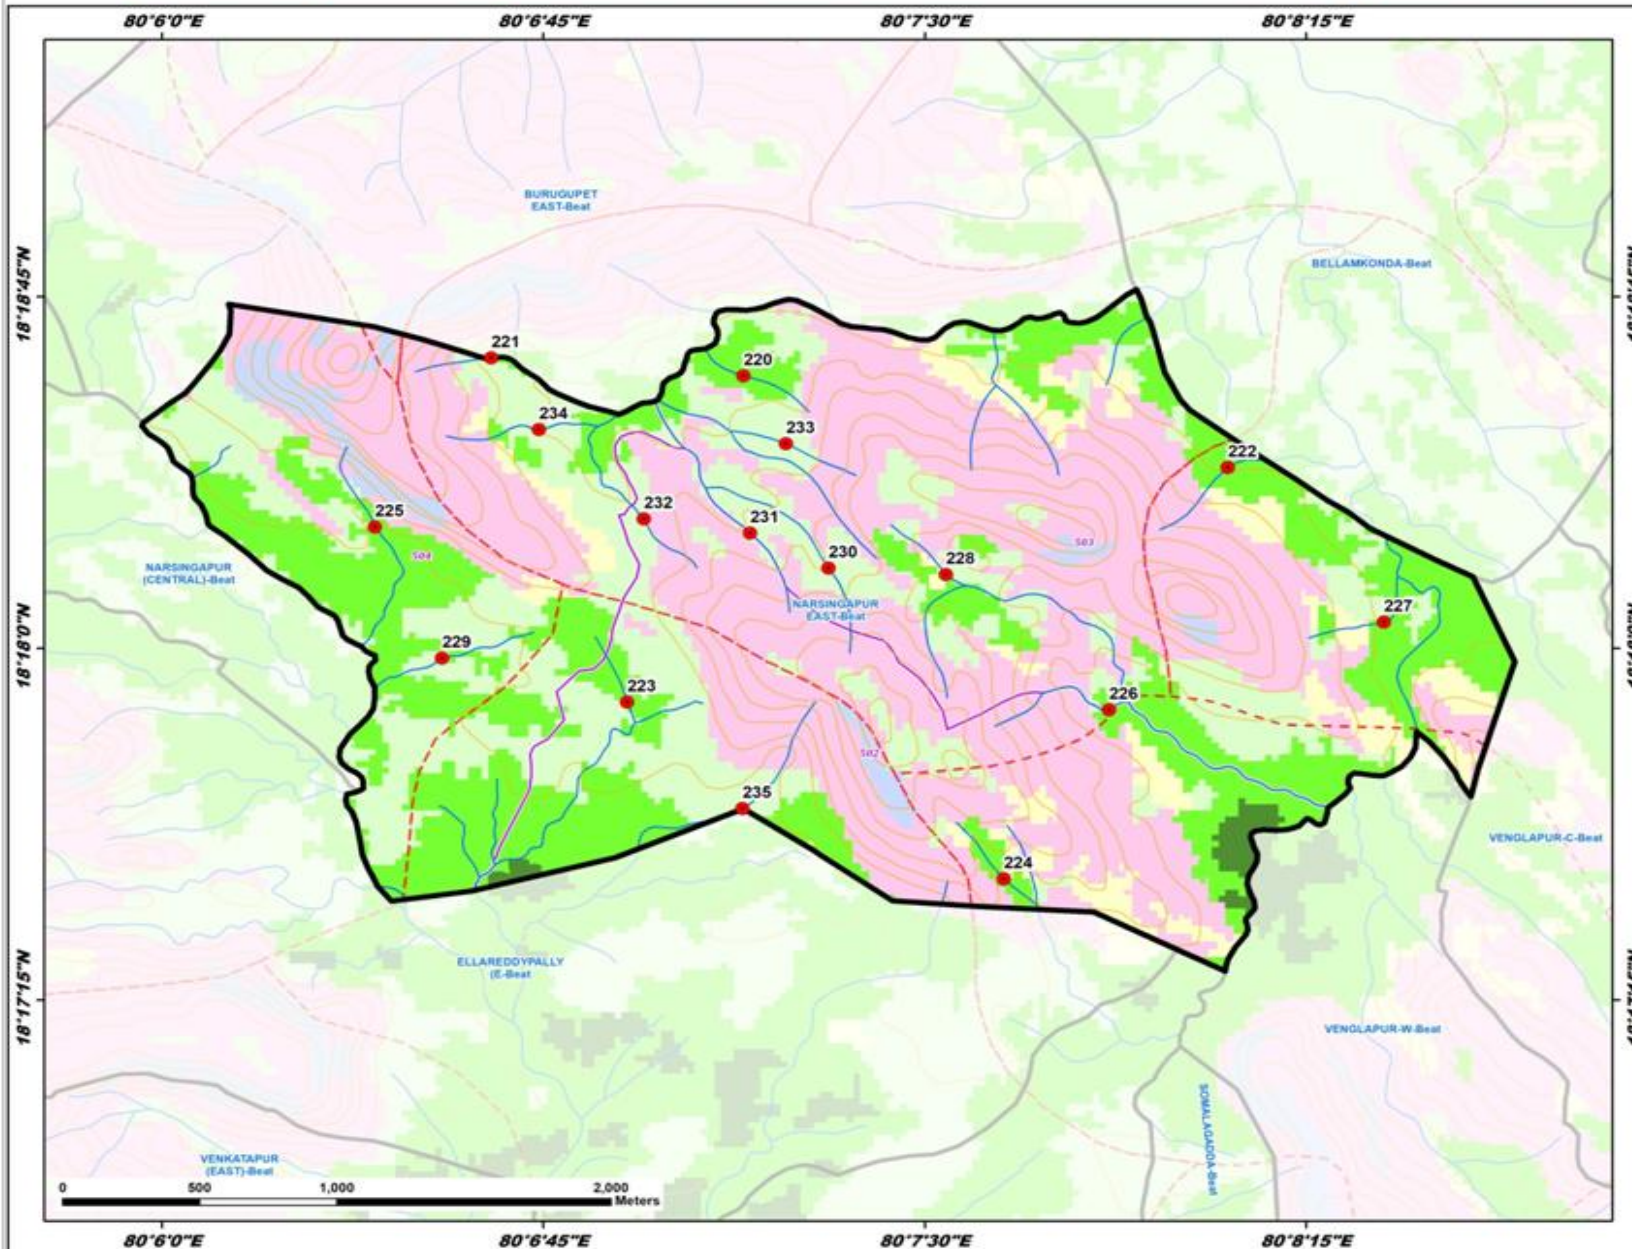 80°6'0"E
80°6'45"E
80°7'30"E
80°8'15"E
BURUGUPET
EAST-Beat
BELLAMKONDA-Beat
18°18'45"N
221
220
234
233
222
232
225
231
230
228
504
503
NARSINGAPUR
(CENTRAL)-Beat
NARSINGAPUR
EAST-Beat
227
18°18'0"N
229
223
226
502
235
VENGLAPUR-C-Beat
224
ELLAREDDYPALLY
(E-Beat
18°17'15"N
VENGLAPUR-W-Beat
SOMALAGADDA-Beat
VENKATAPUR
(EAST)-Beat
0 500 1,000 2,000
Meters
80°6'0"E
80°6'45"E
80°7'30"E
80°8'15"E